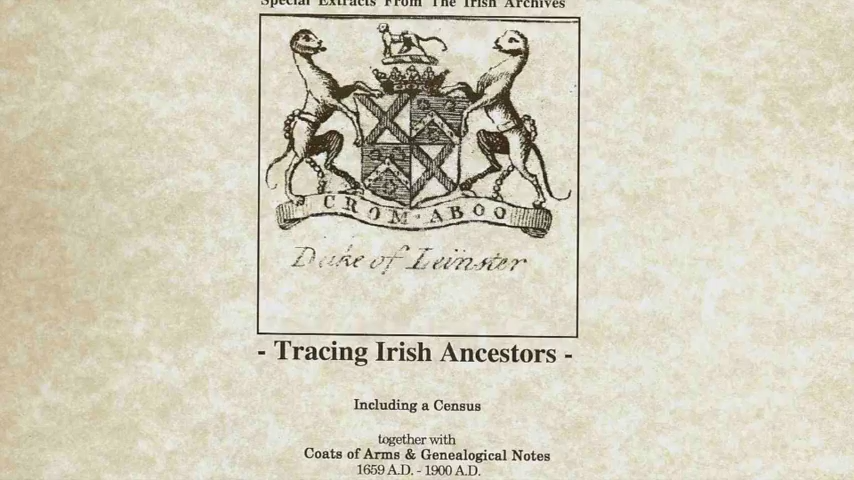 Special Extracts From The Irish Archives
CROM·ABOO
Duke of Leinster
- Tracing Irish Ancestors -
Including a Census
together with
Coats of Arms & Genealogical Notes
1659 A.D. - 1900 A.D.